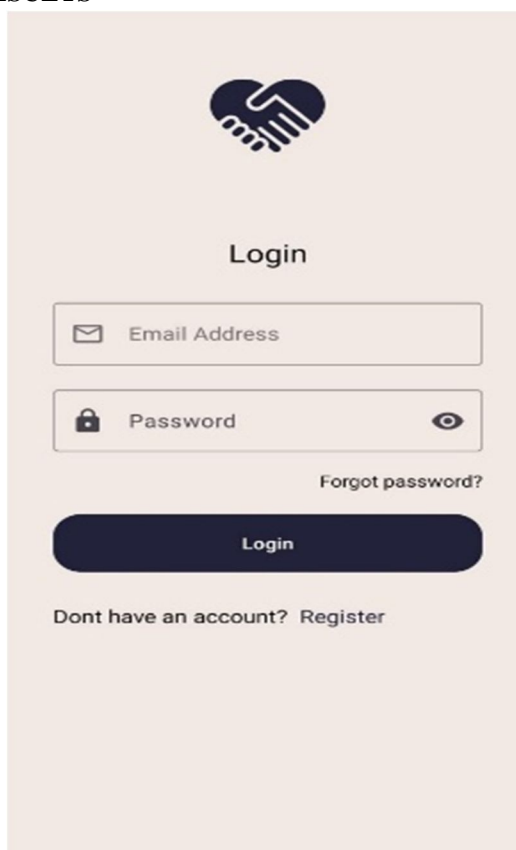 Login
Email Address
Password
Forgot password?
Login
Dont have an account? Register